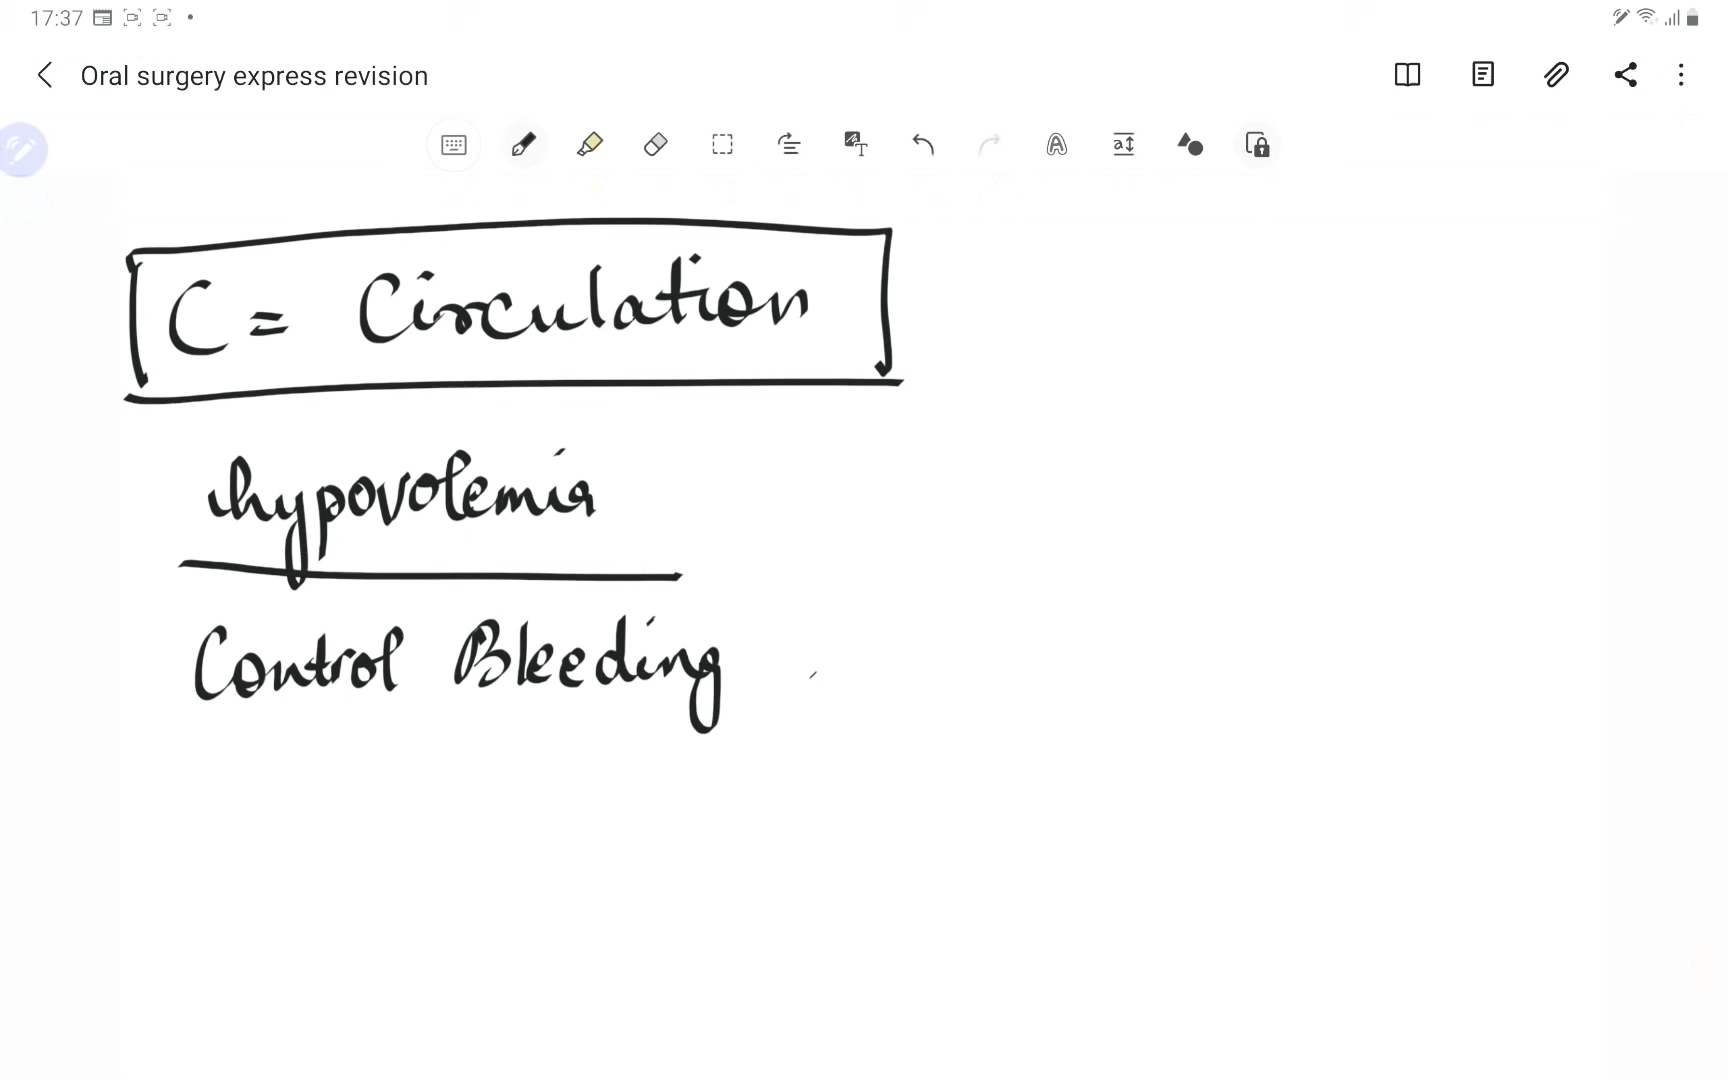 17:37
Oral surgery express revision
C = Circulation
hypovolemia
Control Bleeding